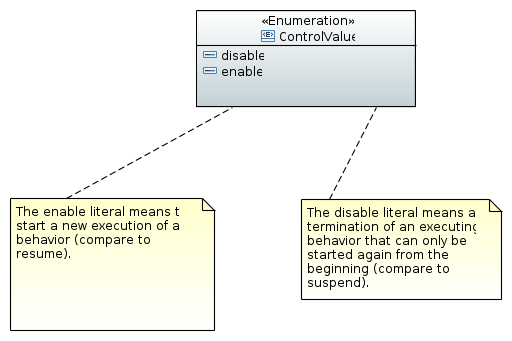 «Enumeration»
<E> ControlValue
disable
enable
The enable literal means t
start a new execution of a
behavior (compare to
resume).
The disable literal means a
termination of an executing
behavior that can only be
started again from the
beginning (compare to
suspend).